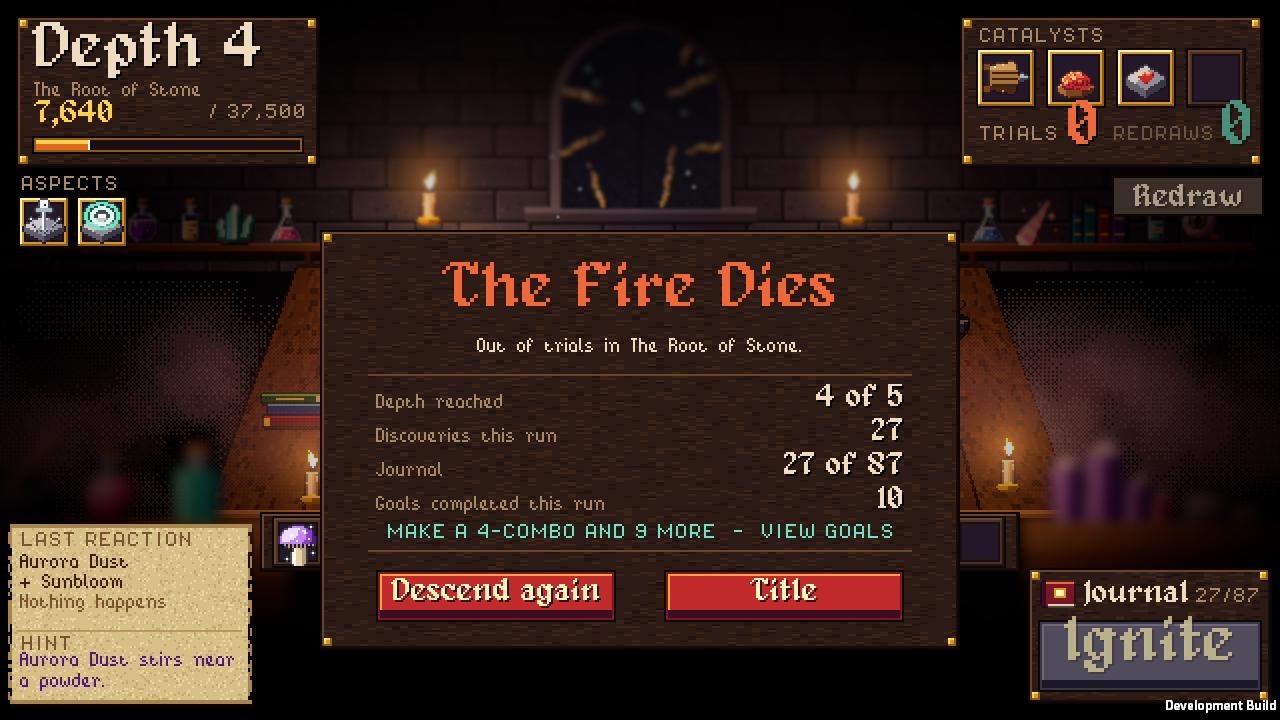 Depth 4
The Root of Stone
7,640 / 37,500
ASPECTS
CATALYSTS
TRIALS 0 REDRAWS 0
Redraw
The Fire Dies
Out of trials in The Root of Stone.
Depth reached 4 of 5
Discoveries this run 27
Journal 27 of 87
Goals completed this run 10
MAKE A 4-COMBO AND 9 MORE - VIEW GOALS
Descend again
Title
LAST REACTION
Aurora Dust
+ Sunbloom
Nothing happens
HINT
Aurora Dust stirs near
a powder.
Journal 27/87
Ignite
Development Build